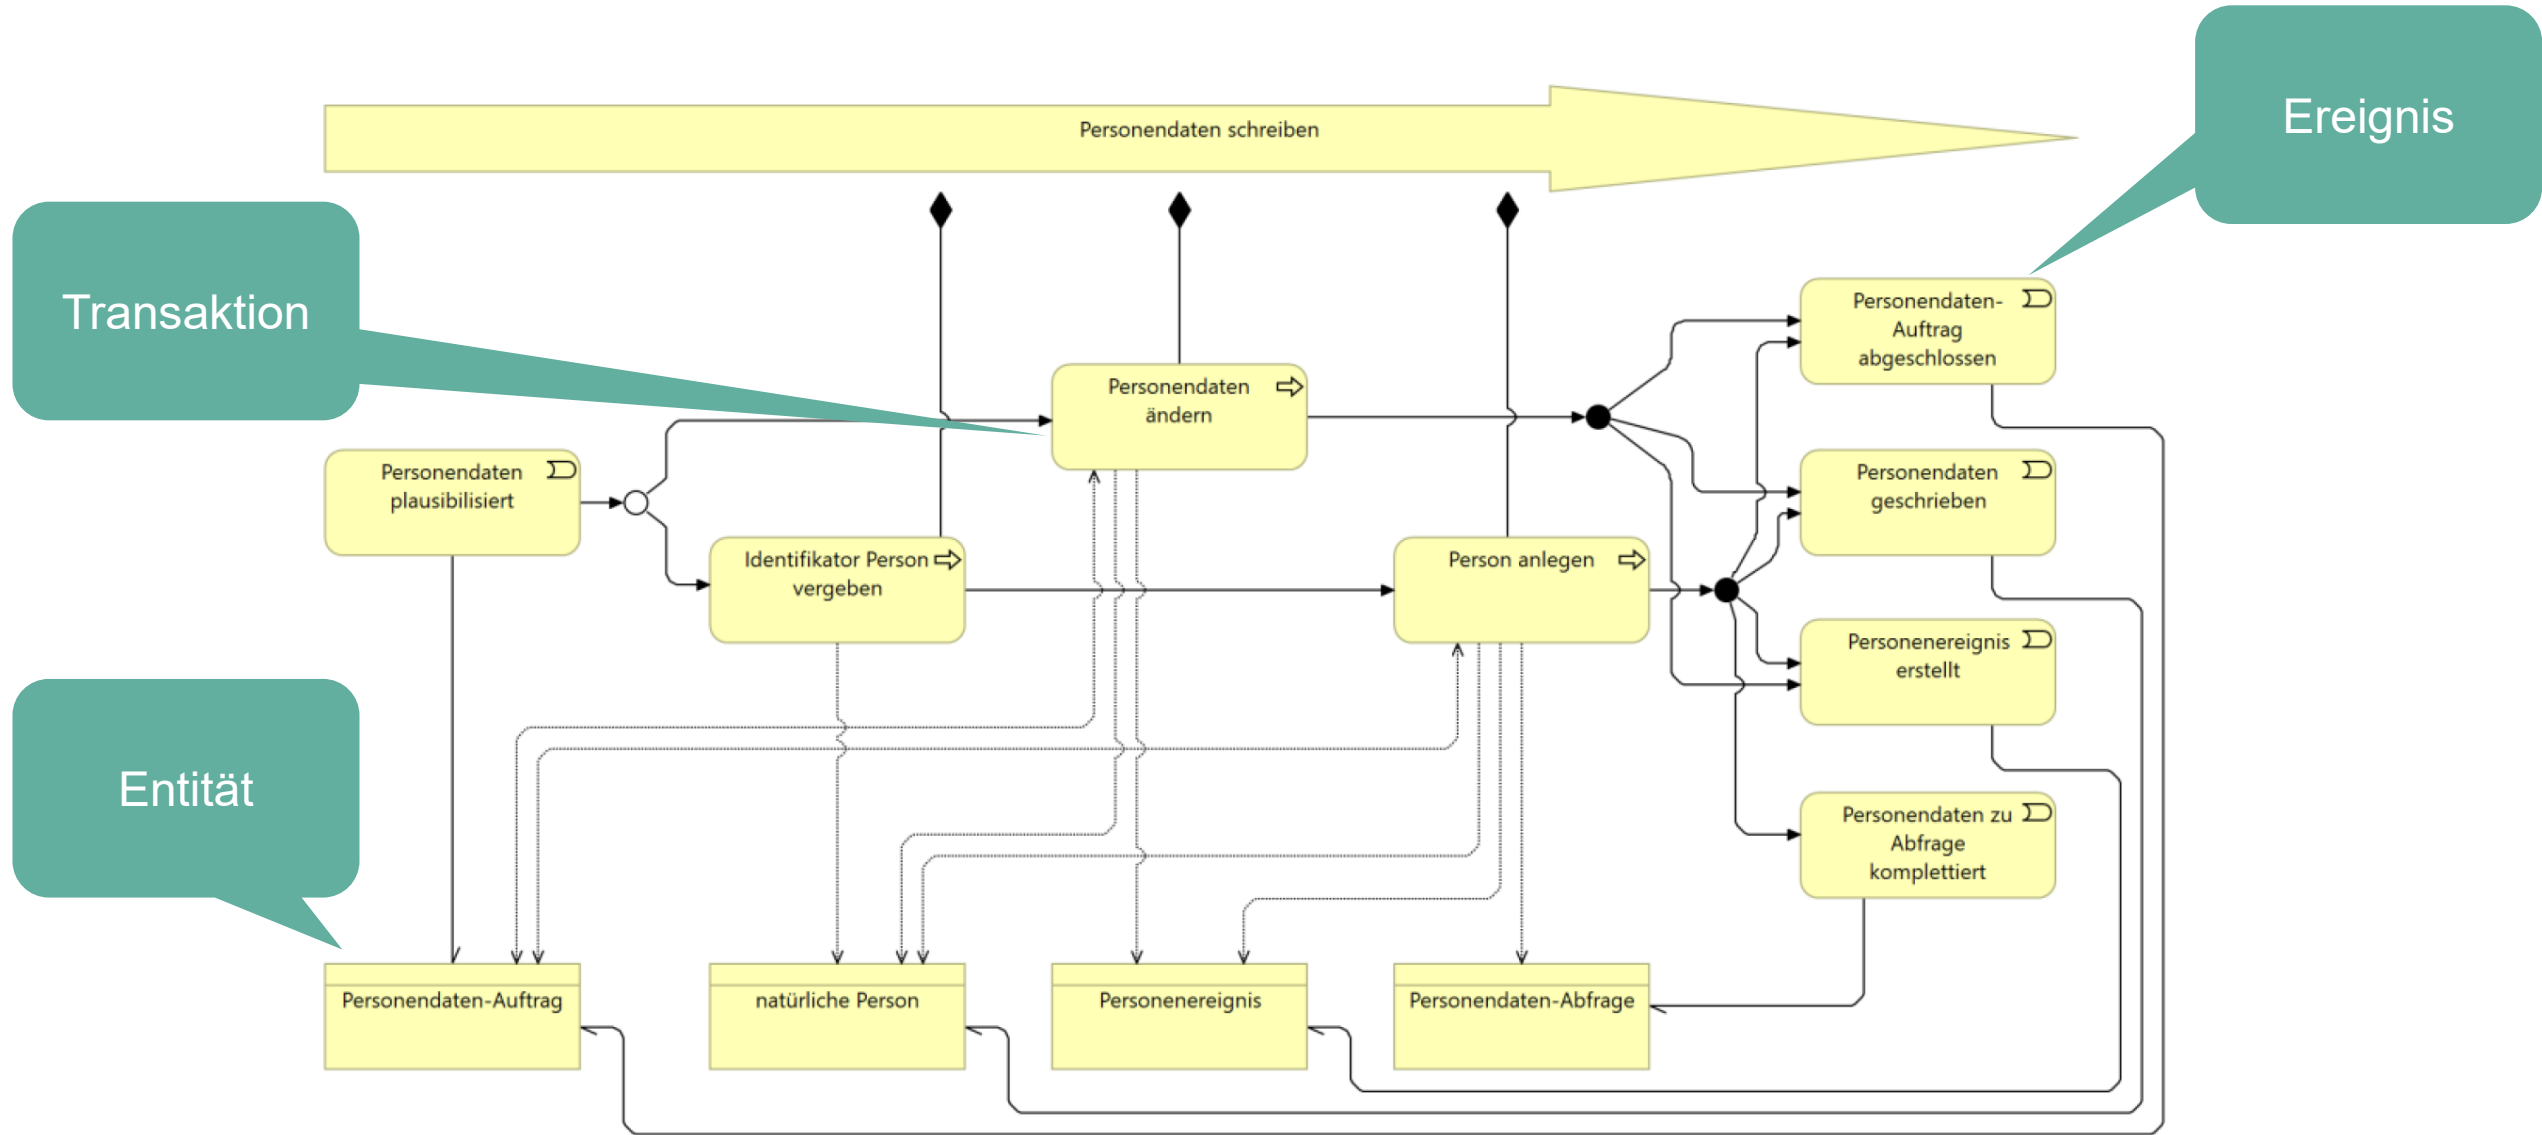 Ereignis
Personendaten schreiben
Transaktion
Personendaten-
Auftrag
abgeschlossen
Personendaten
ändern
Personendaten
plausibilisiert
Personendaten
geschrieben
Identifikator Person
vergeben
Person anlegen
Personenereignis
erstellt
Entität
Personendaten zu
Abfrage
komplettiert
Personendaten-Auftrag
natürliche Person
Personenereignis
Personendaten-Abfrage